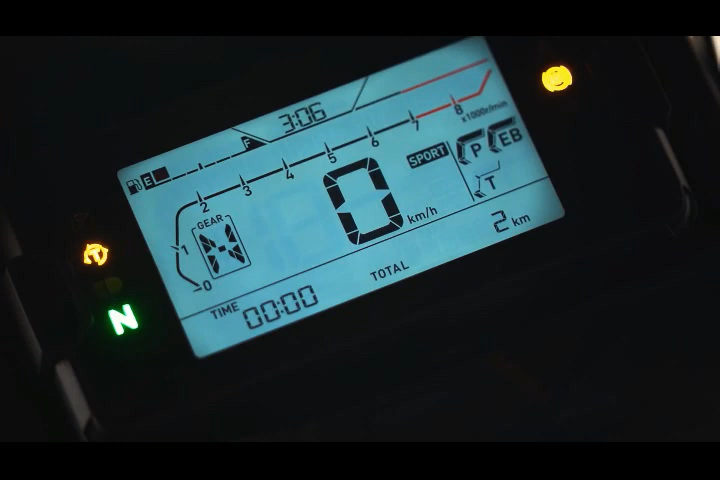 3:06
E F
0 1 2 3 4 5 6 7 8
x1000r/min
SPORT P EB
T
GEAR
0 km/h
TIME 00:00
TOTAL
2 km
T
N